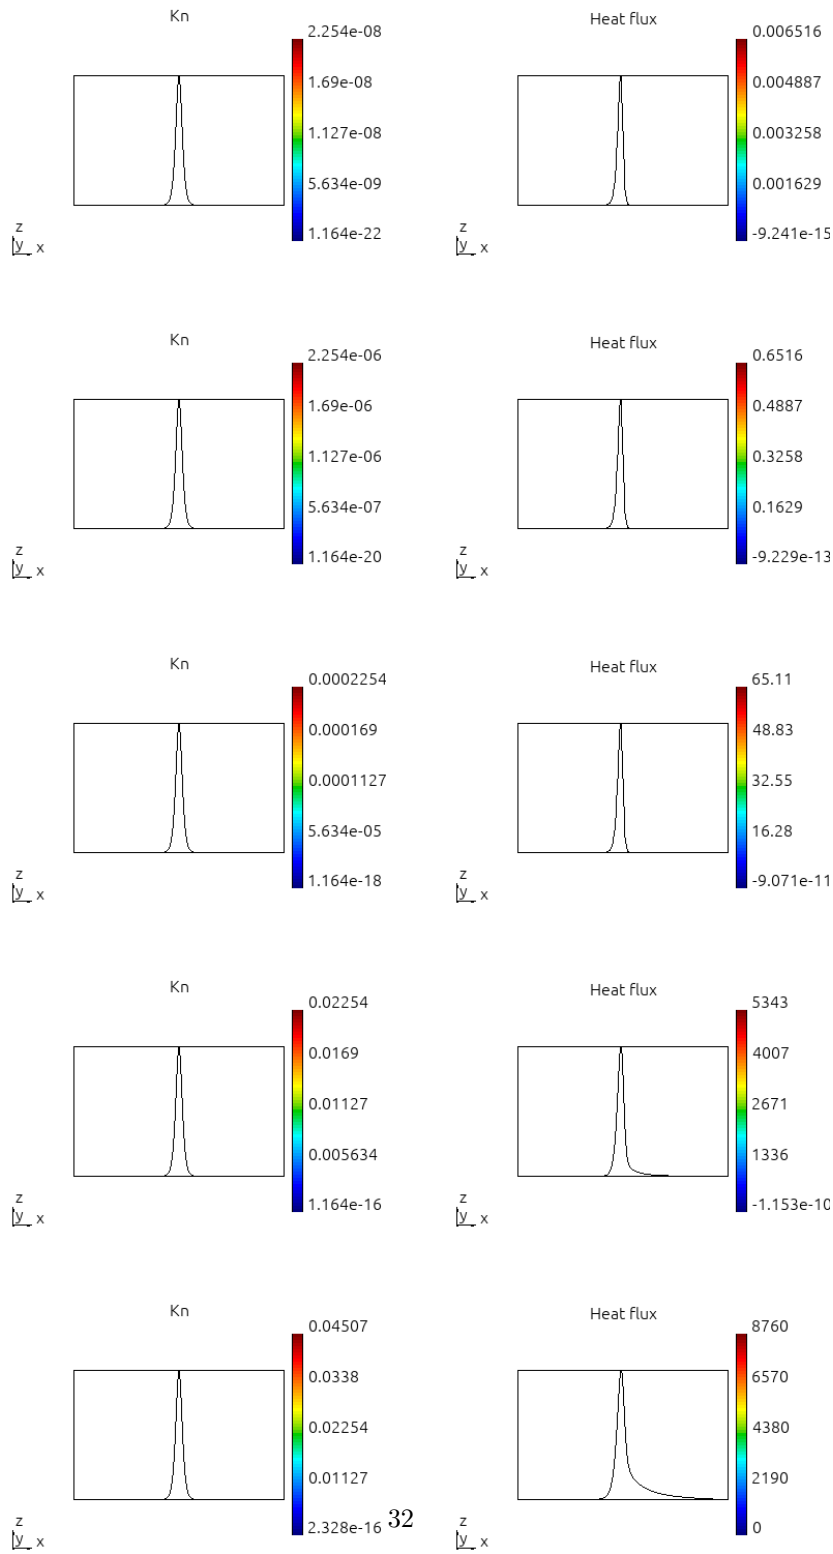 Kn
2.254e-08
1.69e-08
1.127e-08
5.634e-09
1.164e-22
z
y x
Heat flux
0.006516
0.004887
0.003258
0.001629
-9.241e-15
z
y x
Kn
2.254e-06
1.69e-06
1.127e-06
5.634e-07
1.164e-20
z
y x
Heat flux
0.6516
0.4887
0.3258
0.1629
-9.229e-13
z
y x
Kn
0.0002254
0.000169
0.0001127
5.634e-05
1.164e-18
z
y x
Heat flux
65.11
48.83
32.55
16.28
-9.071e-11
z
y x
Kn
0.02254
0.0169
0.01127
0.005634
1.164e-16
z
y x
Heat flux
5343
4007
2671
1336
-1.153e-10
z
y x
Kn
0.04507
0.0338
0.02254
0.01127
2.328e-16
z
y x
Heat flux
8760
6570
4380
2190
0
z
y x
32